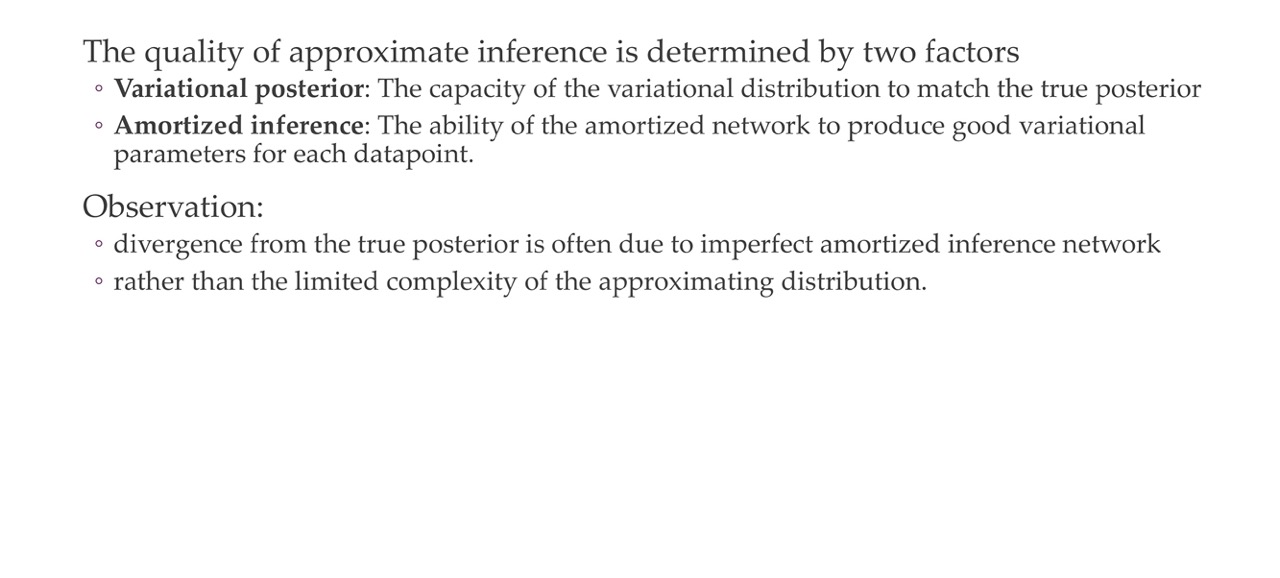 The quality of approximate inference is determined by two factors
◦ Variational posterior: The capacity of the variational distribution to match the true posterior
◦ Amortized inference: The ability of the amortized network to produce good variational
parameters for each datapoint.
Observation:
◦ divergence from the true posterior is often due to imperfect amortized inference network
◦ rather than the limited complexity of the approximating distribution.